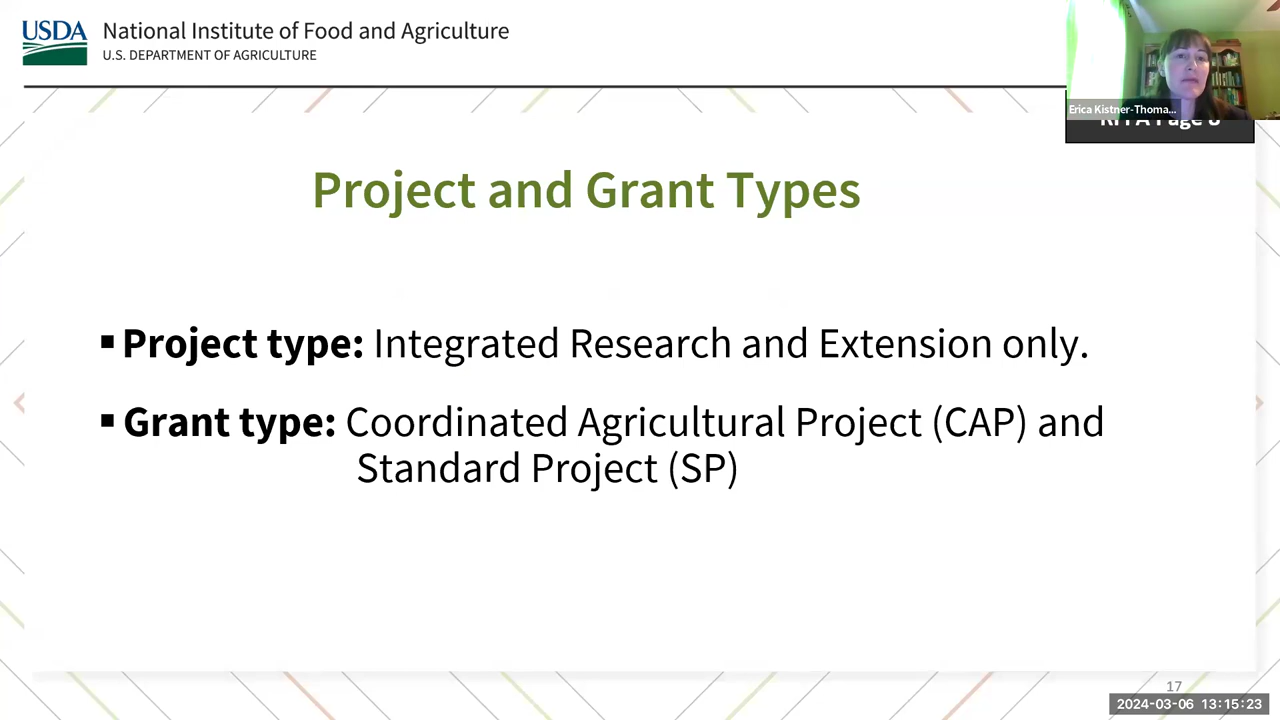 USDA
National Institute of Food and Agriculture
U.S. DEPARTMENT OF AGRICULTURE
Erica Kistner-Thoma...
Project and Grant Types
▪ Project type: Integrated Research and Extension only.
▪ Grant type: Coordinated Agricultural Project (CAP) and
Standard Project (SP)
17
2024-03-06 13:15:23